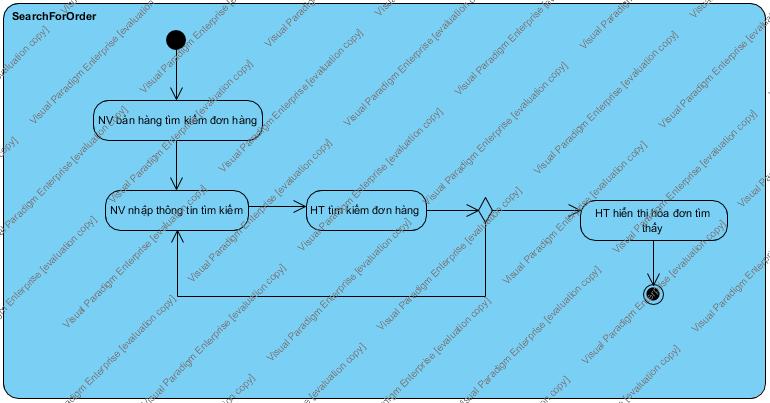 SearchForOrder
NV bán hàng tìm kiếm đơn hàng
NV nhập thông tin tìm kiếm
HT tìm kiếm đơn hàng
HT hiển thị hóa đơn tìm
thấy
Visual Paradigm Enterprise [evaluation copy]